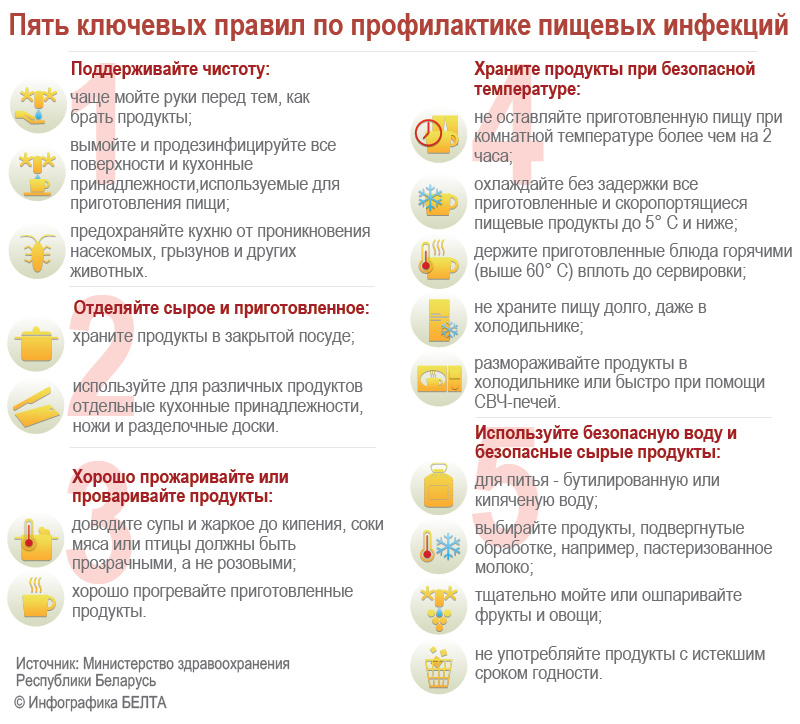 Пять ключевых правил по профилактике пищевых инфекций
1
Поддерживайте чистоту:
чаще мойте руки перед тем, как
брать продукты;
вымойте и продезинфицируйте все
поверхности и кухонные
принадлежности,используемые для
приготовления пищи;
предохраняйте кухню от проникновения
насекомых, грызунов и других
животных.
2
Отделяйте сырое и приготовленное:
храните продукты в закрытой посуде;
используйте для различных продуктов
отдельные кухонные принадлежности,
ножи и разделочные доски.
3
Хорошо прожаривайте или
проваривайте продукты:
доводите супы и жаркое до кипения, соки
мяса или птицы должны быть
прозрачными, а не розовыми;
хорошо прогревайте приготовленные
продукты.
4
Храните продукты при безопасной
температуре:
не оставляйте приготовленную пищу при
комнатной температуре более чем на 2
часа;
охлаждайте без задержки все
приготовленные и скоропортящиеся
пищевые продукты до 5° С и ниже;
держите приготовленные блюда горячими
(выше 60° С) вплоть до сервировки;
не храните пищу долго, даже в
холодильнике;
размораживайте продукты в
холодильнике или быстро при помощи
СВЧ-печей.
5
Используйте безопасную воду и
безопасные сырые продукты:
для питья - бутилированную или
кипяченую воду;
выбирайте продукты, подвергнутые
обработке, например, пастеризованное
молоко;
тщательно мойте или ошпаривайте
фрукты и овощи;
не употребляйте продукты с истекшим
сроком годности.
Источник: Министерство здравоохранения
Республики Беларусь
© Инфографика БЕЛТА